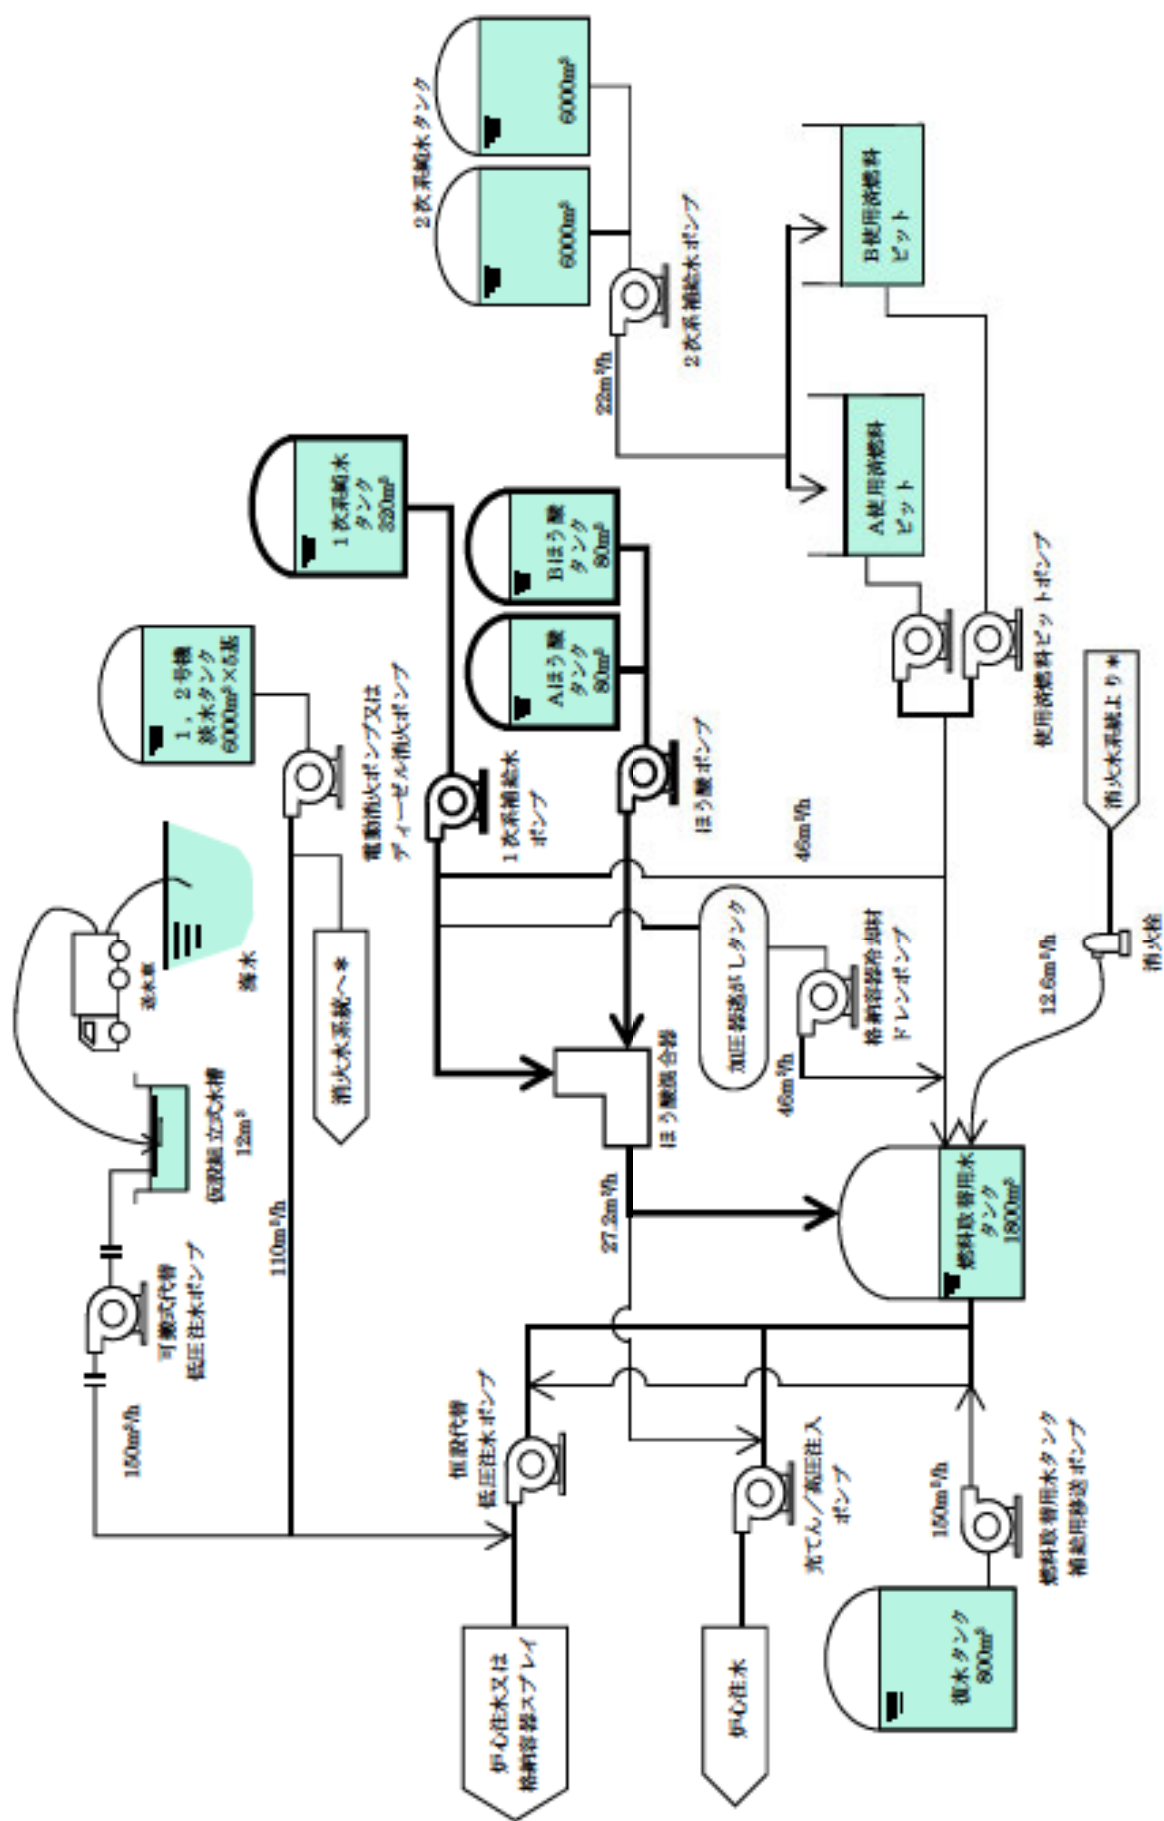 炉心注水又は
格納容器スプレイ
炉心注水
復水タンク
800m³
150m³/h
燃料取替用水タンク
補給用移送ポンプ
150m³/h
可搬式代替
低圧注水ポンプ
仮設組立式水槽
12m³
送水車
海水
110m³/h
消火水系統へ*
1，2号機
淡水タンク
6000m³×5基
電動消火ポンプ又は
ディーゼル消火ポンプ
恒設代替
低圧注水ポンプ
充てん／高圧注入
ポンプ
27.2m³/h
ほう酸混合器
燃料取替用水
タンク
1800m³
1次系純水
タンク
320m³
1次系補給水
ポンプ
Aほう酸
タンク
80m³
Bほう酸
タンク
80m³
ほう酸ポンプ
46m³/h
加圧器逃がしタンク
46m³/h
格納容器冷却材
ドレンポンプ
12.6m³/h
消火栓
消火水系統より*
2次系純水タンク
6000m³
6000m³
2次系補給水ポンプ
22m³/h
A使用済燃料
ピット
B使用済燃料
ピット
使用済燃料ピットポンプ